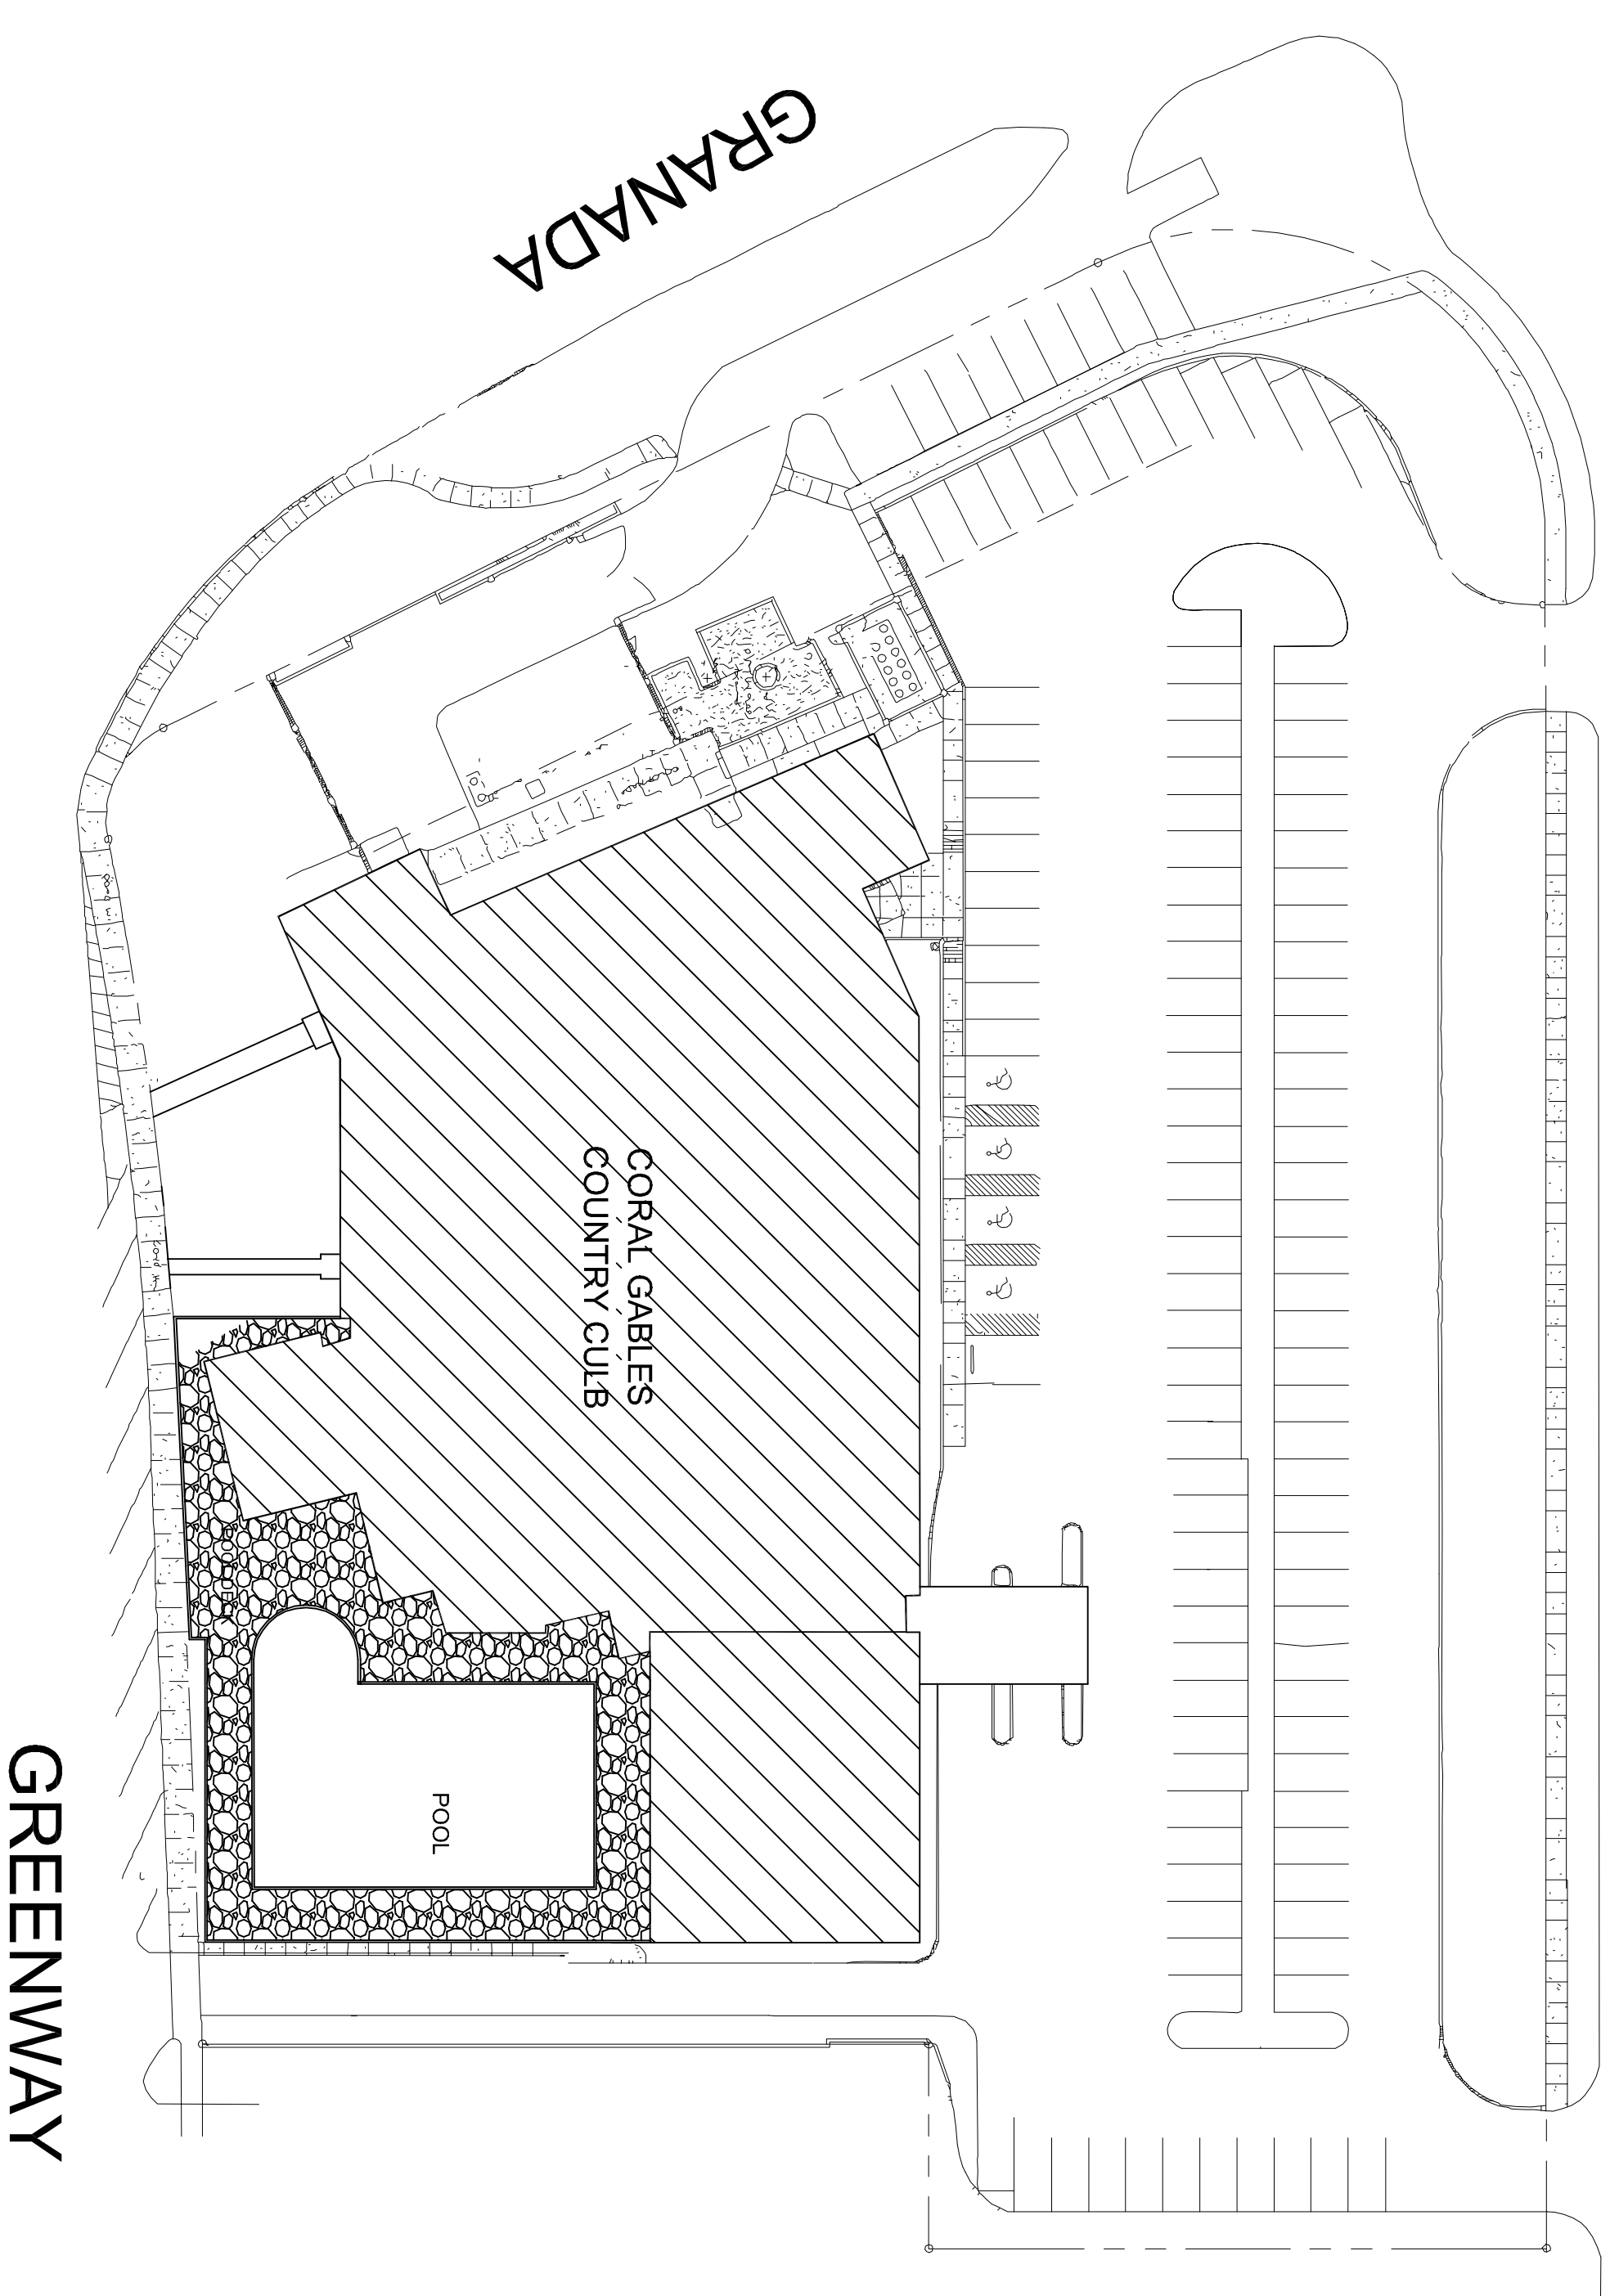 GRANADA
CORAL GABLES
COUNTRY CULB
POOL
GREENWAY